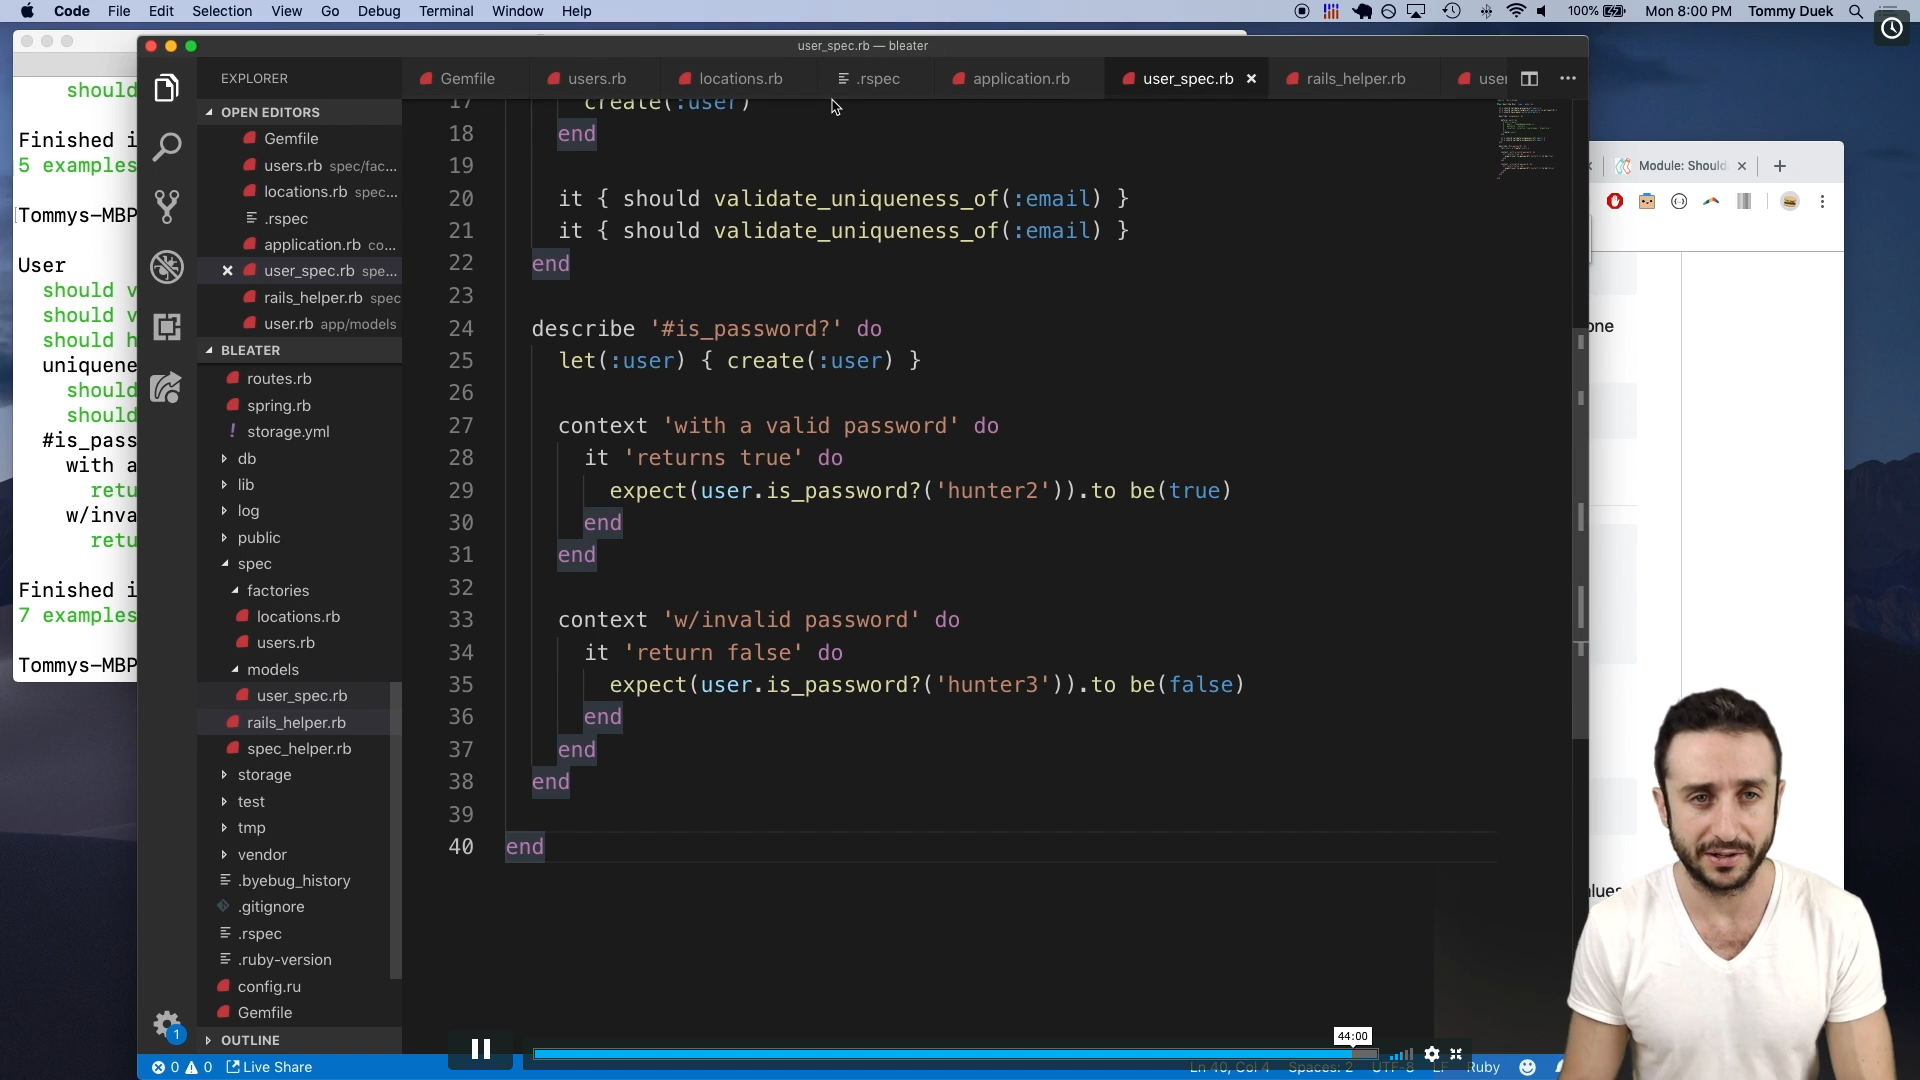 Code File Edit Selection View Go Debug Terminal Window Help
100% Mon 8:00 PM Tommy Duek
user_spec.rb — bleater
EXPLORER
Gemfile users.rb locations.rb .rspec application.rb user_spec.rb rails_helper.rb
OPEN EDITORS
Gemfile
users.rb spec/fac...
locations.rb spec...
.rspec
application.rb co...
user_spec.rb spe...
rails_helper.rb spec
user.rb app/models
BLEATER
routes.rb
spring.rb
storage.yml
db
lib
log
public
spec
factories
locations.rb
users.rb
models
user_spec.rb
rails_helper.rb
spec_helper.rb
storage
test
tmp
vendor
.byebug_history
.gitignore
.rspec
.ruby-version
config.ru
Gemfile
OUTLINE
17 create(:user)
18 end
19
20 it { should validate_uniqueness_of(:email) }
21 it { should validate_uniqueness_of(:email) }
22 end
23
24 describe '#is_password?' do
25 let(:user) { create(:user) }
26
27 context 'with a valid password' do
28 it 'returns true' do
29 expect(user.is_password?('hunter2')).to be(true)
30 end
31 end
32
33 context 'w/invalid password' do
34 it 'return false' do
35 expect(user.is_password?('hunter3')).to be(false)
36 end
37 end
38 end
39
40 end
should
Finished i
5 examples
Tommys-MBP
User
should v
should v
should h
uniquene
should
should
#is_pass
with a
retu
w/inva
retu
Finished i
7 examples
Tommys-MBP
Module: Should
one
44:00
1
0 0 Live Share
Ln 40, Col 4 Spaces: 2 UTF-8 LF Ruby